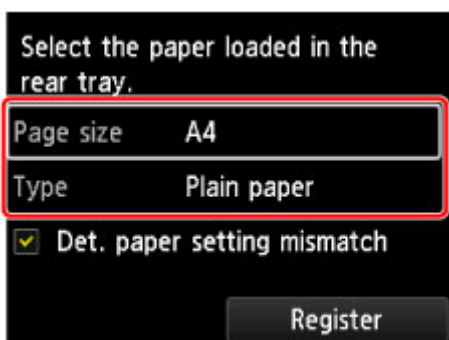 Select the paper loaded in the
rear tray.
Page size A4
Type Plain paper
Det. paper setting mismatch
Register